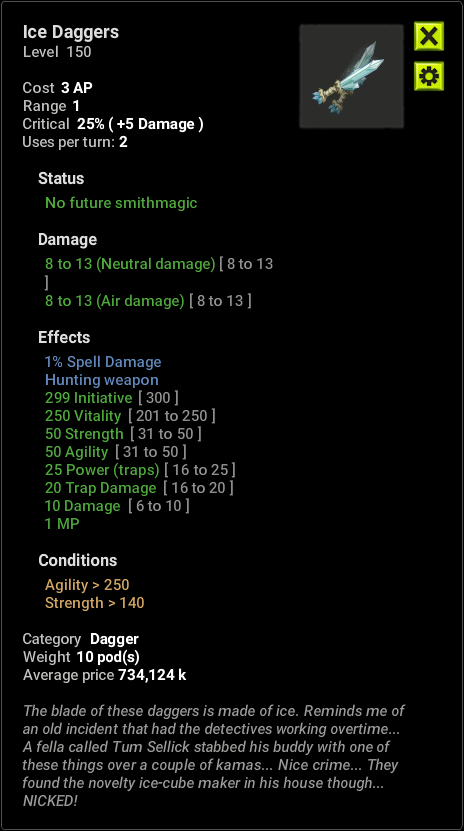 Ice Daggers
Level 150
Cost 3 AP
Range 1
Critical 25% ( +5 Damage )
Uses per turn: 2
Status
No future smithmagic
Damage
8 to 13 (Neutral damage) [ 8 to 13
]
8 to 13 (Air damage) [ 8 to 13 ]
Effects
1% Spell Damage
Hunting weapon
299 Initiative [ 300 ]
250 Vitality [ 201 to 250 ]
50 Strength [ 31 to 50 ]
50 Agility [ 31 to 50 ]
25 Power (traps) [ 16 to 25 ]
20 Trap Damage [ 16 to 20 ]
10 Damage [ 6 to 10 ]
1 MP
Conditions
Agility > 250
Strength > 140
Category Dagger
Weight 10 pod(s)
Average price 734,124 k
The blade of these daggers is made of ice. Reminds me of
an old incident that had the detectives working overtime...
A fella called Tum Sellick stabbed his buddy with one of
these things over a couple of kamas... Nice crime... They
found the novelty ice-cube maker in his house though...
NICKED!